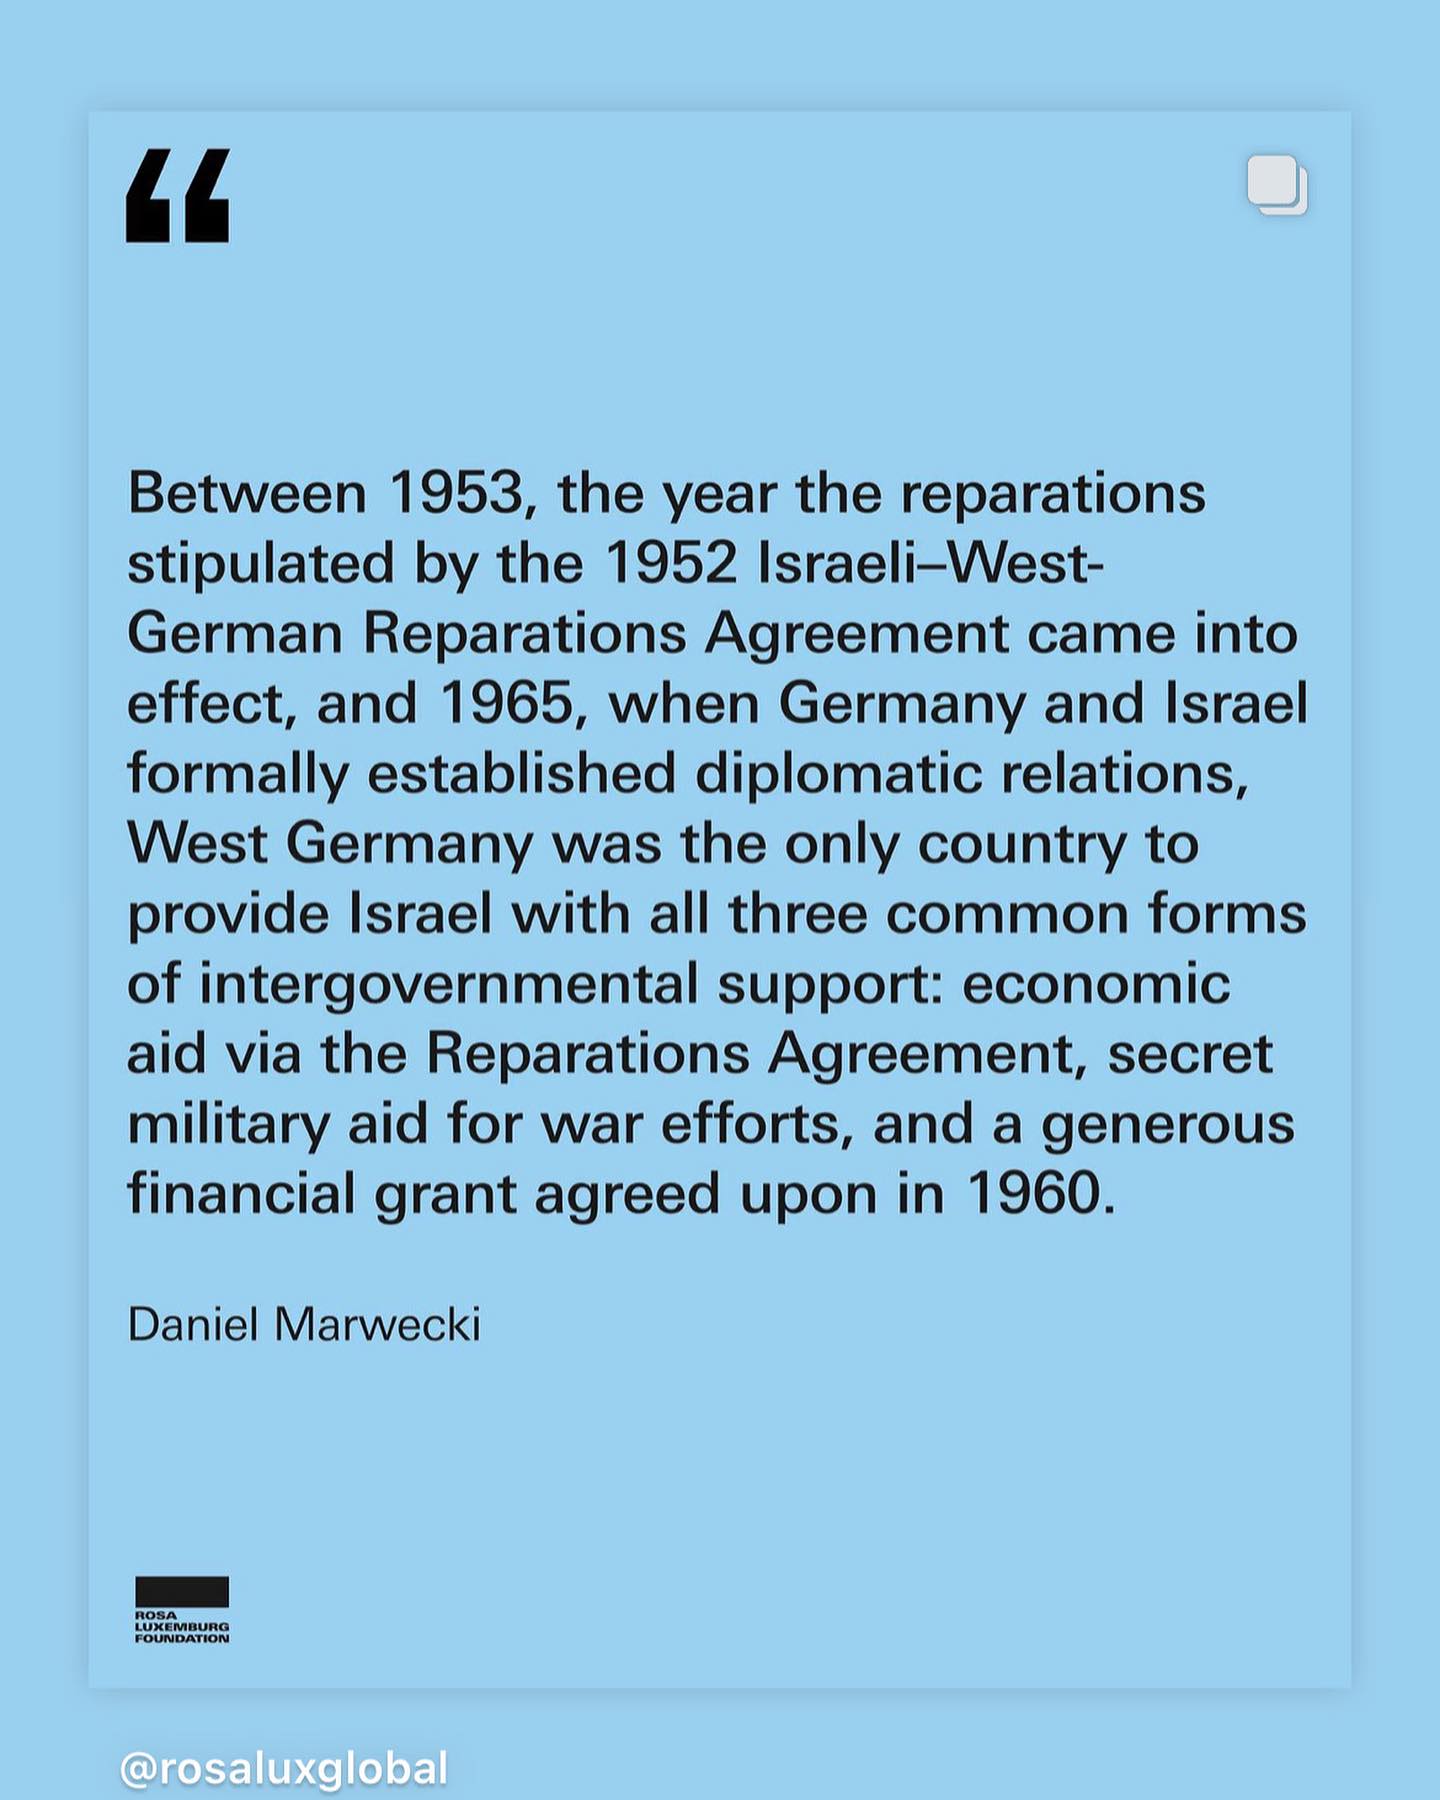 “
Between 1953, the year the reparations
stipulated by the 1952 Israeli–West-
German Reparations Agreement came into
effect, and 1965, when Germany and Israel
formally established diplomatic relations,
West Germany was the only country to
provide Israel with all three common forms
of intergovernmental support: economic
aid via the Reparations Agreement, secret
military aid for war efforts, and a generous
financial grant agreed upon in 1960.
Daniel Marwecki
ROSA
LUXEMBURG
FOUNDATION
@rosaluxglobal